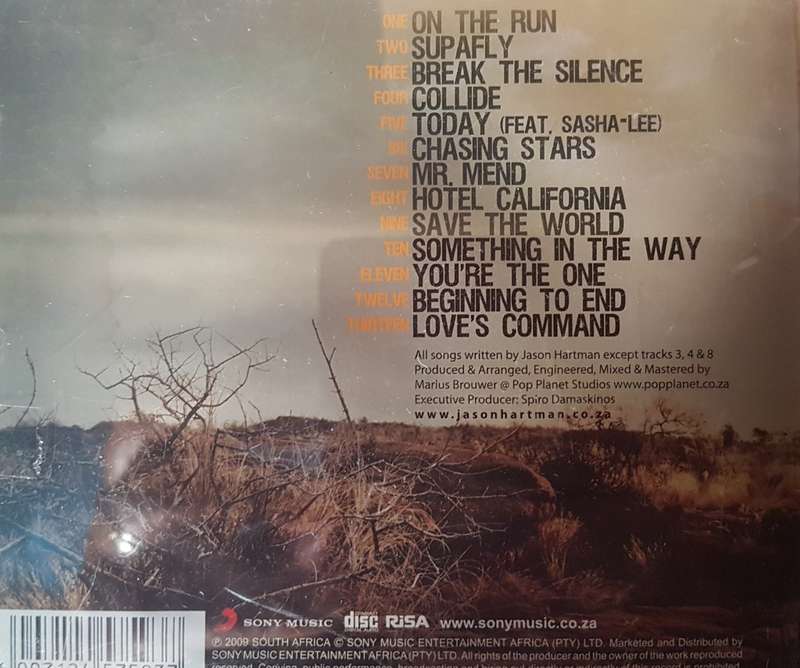 ONE ON THE RUN
TWO SUPAFLY
THREE BREAK THE SILENCE
FOUR COLLIDE
FIVE TODAY (FEAT. SASHA-LEE)
SIX CHASING STARS
SEVEN MR. MEND
EIGHT HOTEL CALIFORNIA
NINE SAVE THE WORLD
TEN SOMETHING IN THE WAY
ELEVEN YOU'RE THE ONE
TWELVE BEGINNING TO END
THIRTEEN LOVE'S COMMAND
All songs written by Jason Hartman except tracks 3, 4 & 8
Produced & Arranged, Engineered, Mixed & Mastered by
Marius Brouwer @ Pop Planet Studios www.popplanet.co.za
Executive Producer: Spiro Damaskinos
www.jasonhartman.co.za
SONY MUSIC disc RiSA www.sonymusic.co.za
℗ 2009 SOUTH AFRICA © SONY MUSIC ENTERTAINMENT AFRICA (PTY) LTD. Marketed and Distributed by
SONY MUSIC ENTERTAINMENT AFRICA (PTY) LTD. All rights of the producer and the owner of the work reproduced